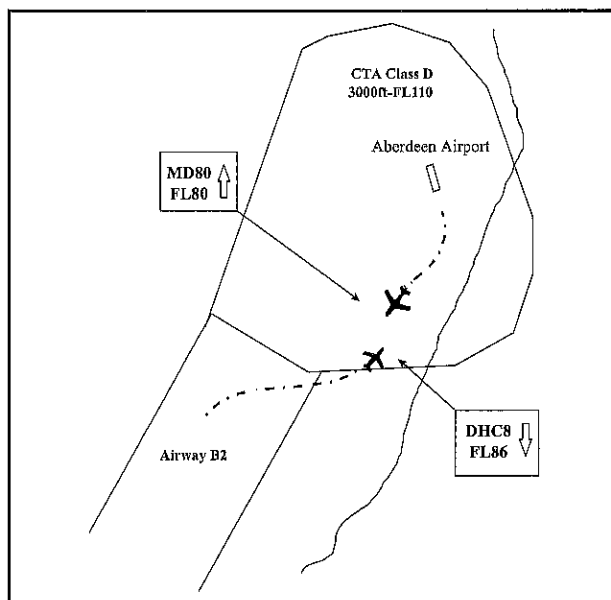 CTA Class D
3000ft-FL110
Aberdeen Airport
MD80
FL80
Airway B2
DHC8
FL86